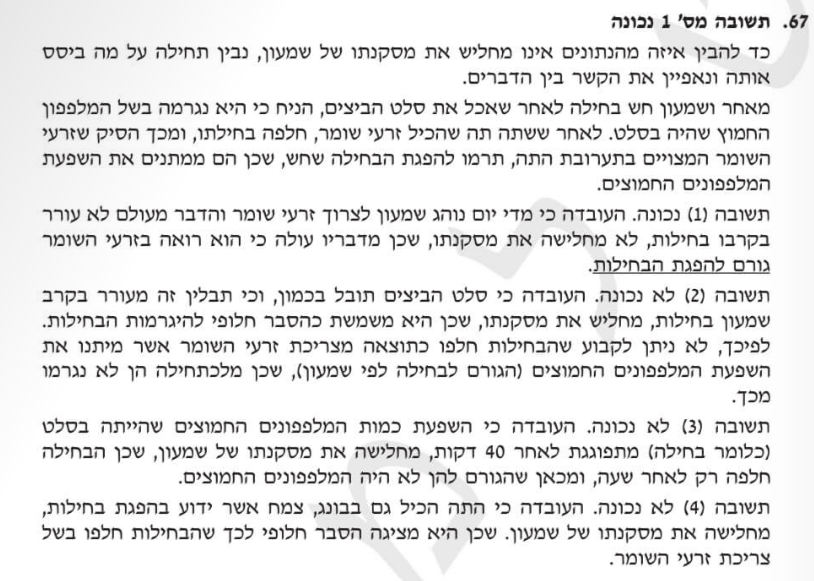 67. תשובה מס' 1 נכונה
כד להבין איזה מהנתונים אינו מחליש את מסקנתו של שמעון, נבין תחילה על מה ביסס
אותה ונאפיין את הקשר בין הדברים.
מאחר ושמעון חש בחילה לאחר שאכל את סלט הביצים, הניח כי היא נגרמה בשל המלפפון
החמוץ שהיה בסלט. לאחר ששתה תה שהכיל זרעי שומר, חלפה בחילתו, ומכך הסיק שזרעי
השומר המצויים בתערובת התה, תרמו להפגת הבחילה שחש, שכן הם ממתנים את השפעת
המלפפונים החמוצים.
תשובה (1) נכונה. העובדה כי מדי יום נוהג שמעון לצרוך זרעי שומר והדבר מעולם לא עורר
בקרבו בחילות, לא מחלישה את מסקנתו, שכן מדבריו עולה כי הוא רואה בזרעי השומר
גורם להפגת הבחילות.
תשובה (2) לא נכונה. העובדה כי סלט הביצים תובל בכמון, וכי תבלין זה מעורר בקרב
שמעון בחילות, מחליש את מסקנתו, שכן היא משמשת כהסבר חלופי להיגרמות הבחילות.
לפיכך, לא ניתן לקבוע שהבחילות חלפו כתוצאה מצריכת זרעי השומר אשר מיתנו את
השפעת המלפפונים החמוצים (הגורם לבחילה לפי שמעון), שכן מלכתחילה הן לא נגרמו
מכך.
תשובה (3) לא נכונה. העובדה כי השפעת כמות המלפפונים החמוצים שהייתה בסלט
(כלומר בחילה) מתפוגגת לאחר 40 דקות, מחלישה את מסקנתו של שמעון, שכן הבחילה
חלפה רק לאחר שעה, ומכאן שהגורם להן לא היה המלפפונים החמוצים.
תשובה (4) לא נכונה. העובדה כי התה הכיל גם בבונג, צמח אשר ידוע בהפגת בחילות,
מחלישה את מסקנתו של שמעון. שכן היא מציגה הסבר חלופי לכך שהבחילות חלפו בשל
צריכת זרעי השומר.